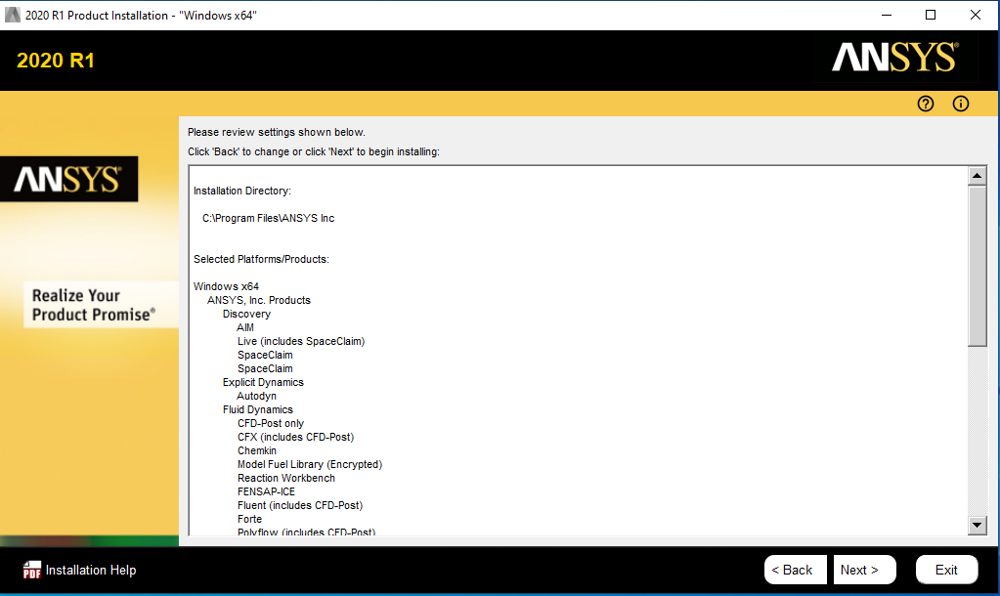 2020 R1 Product Installation - "Windows x64"
2020 R1
ANSYS®
ANSYS®
Realize Your
Product Promise®
Please review settings shown below.
Click 'Back' to change or click 'Next' to begin installing:
Installation Directory:
C:\Program Files\ANSYS Inc
Selected Platforms/Products:
Windows x64
ANSYS, Inc. Products
Discovery
AIM
Live (includes SpaceClaim)
SpaceClaim
SpaceClaim
Explicit Dynamics
Autodyn
Fluid Dynamics
CFD-Post only
CFX (includes CFD-Post)
Chemkin
Model Fuel Library (Encrypted)
Reaction Workbench
FENSAP-ICE
Fluent (includes CFD-Post)
Forte
Polyflow (includes CFD-Post)
PDF Installation Help
< Back
Next >
Exit